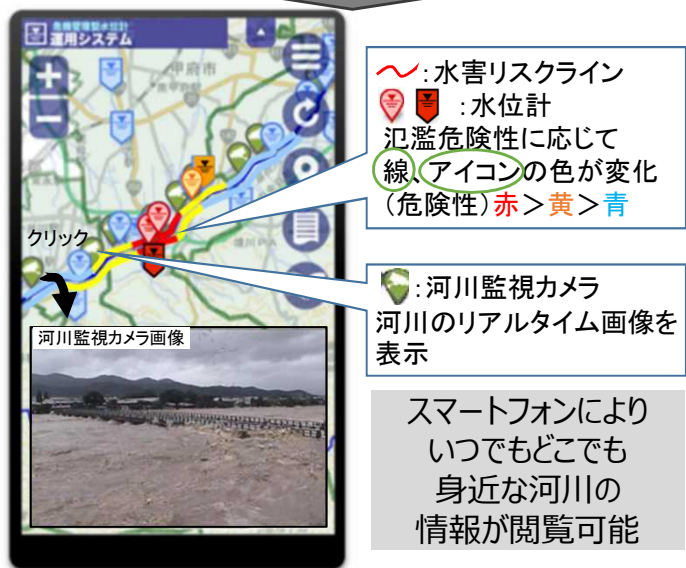 危機管理型水位計
運用システム
甲府市
クリック
河川監視カメラ画像
:水害リスクライン
:水位計
氾濫危険性に応じて
線、アイコンの色が変化
(危険性)赤>黄>青
:河川監視カメラ
河川のリアルタイム画像を
表示
スマートフォンにより
いつでもどこでも
身近な河川の
情報が閲覧可能